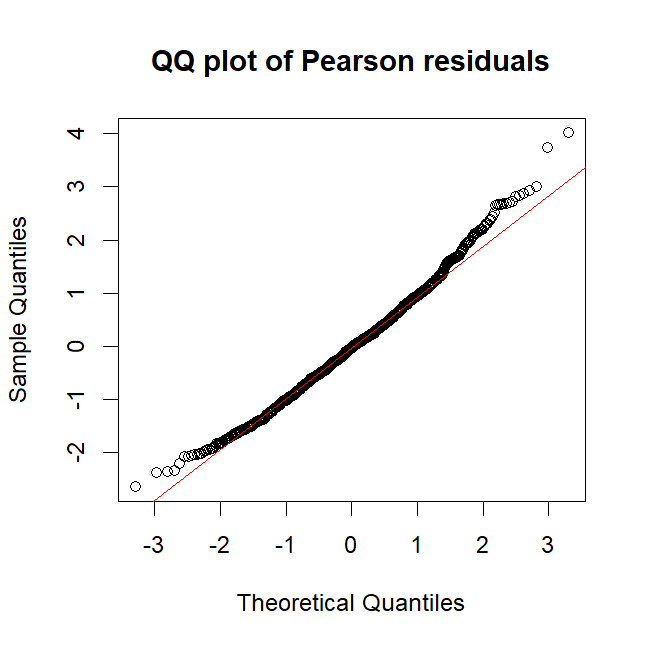 QQ plot of Pearson residuals
Sample Quantiles
4
3
2
1
0
-1
-2
-3 -2 -1 0 1 2 3
Theoretical Quantiles